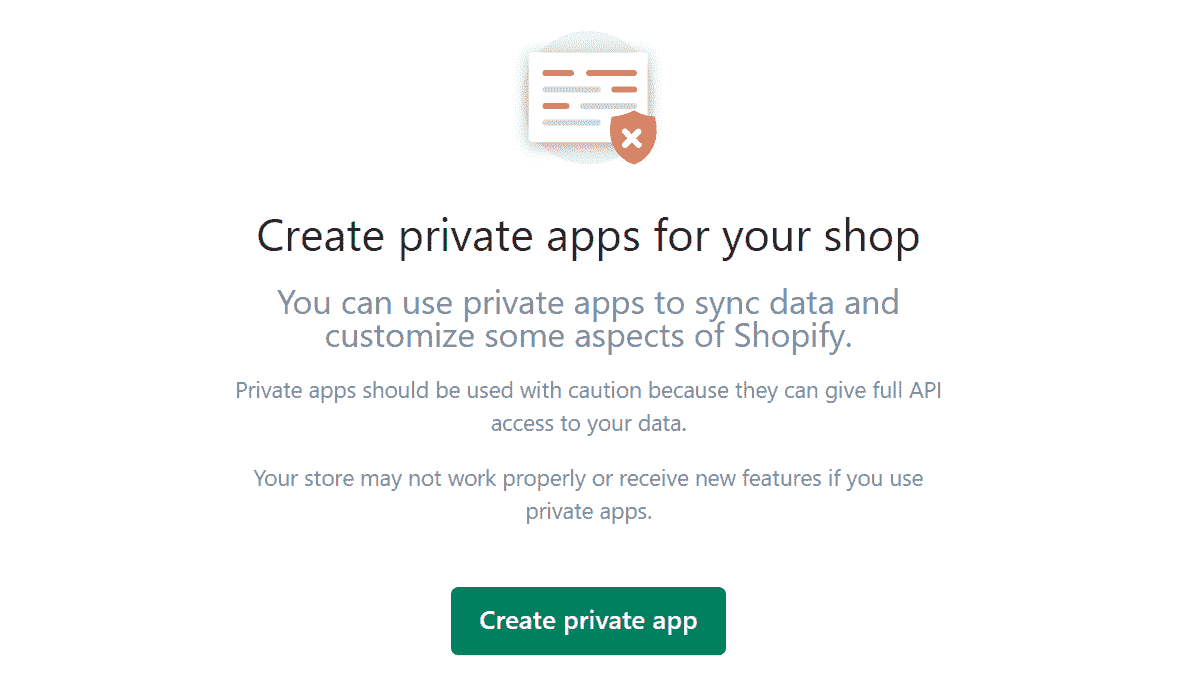 Create private apps for your shop
You can use private apps to sync data and
customize some aspects of Shopify.
Private apps should be used with caution because they can give full API
access to your data.
Your store may not work properly or receive new features if you use
private apps.
Create private app